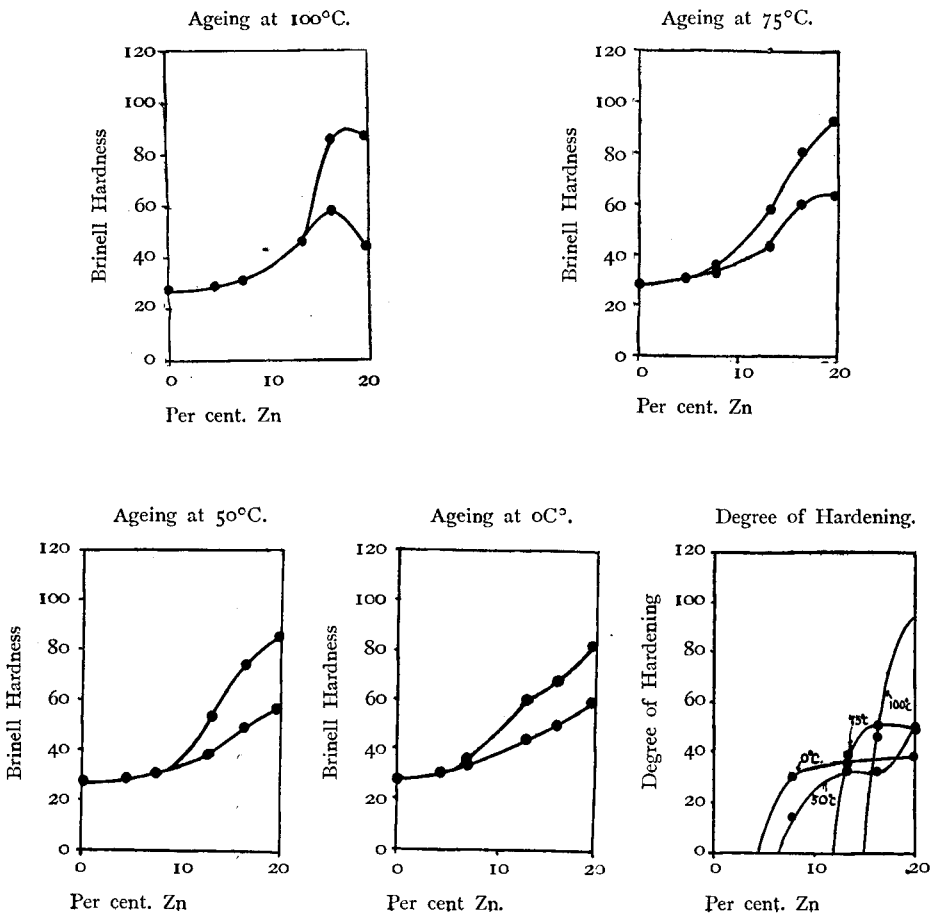 Ageing at 100°C.
120
100
80
60
40
20
0
Brinell Hardness
0 10 20
Per cent. Zn
Ageing at 75°C.
120
100
80
60
40
20
0
Brinell Hardness
0 10 20
Per cent. Zn
Ageing at 50°C.
120
100
80
60
40
20
0
Brinell Hardness
0 10 20
Per cent. Zn
Ageing at 0C°.
120
100
80
60
40
20
0
Brinell Hardness
0 10 20
Per cent. Zn.
Degree of Hardening.
120
100
80
60
40
20
0
Degree of Hardening
100°C
75°C
0°C.
50°C
0 10 20
Per cent. Zn